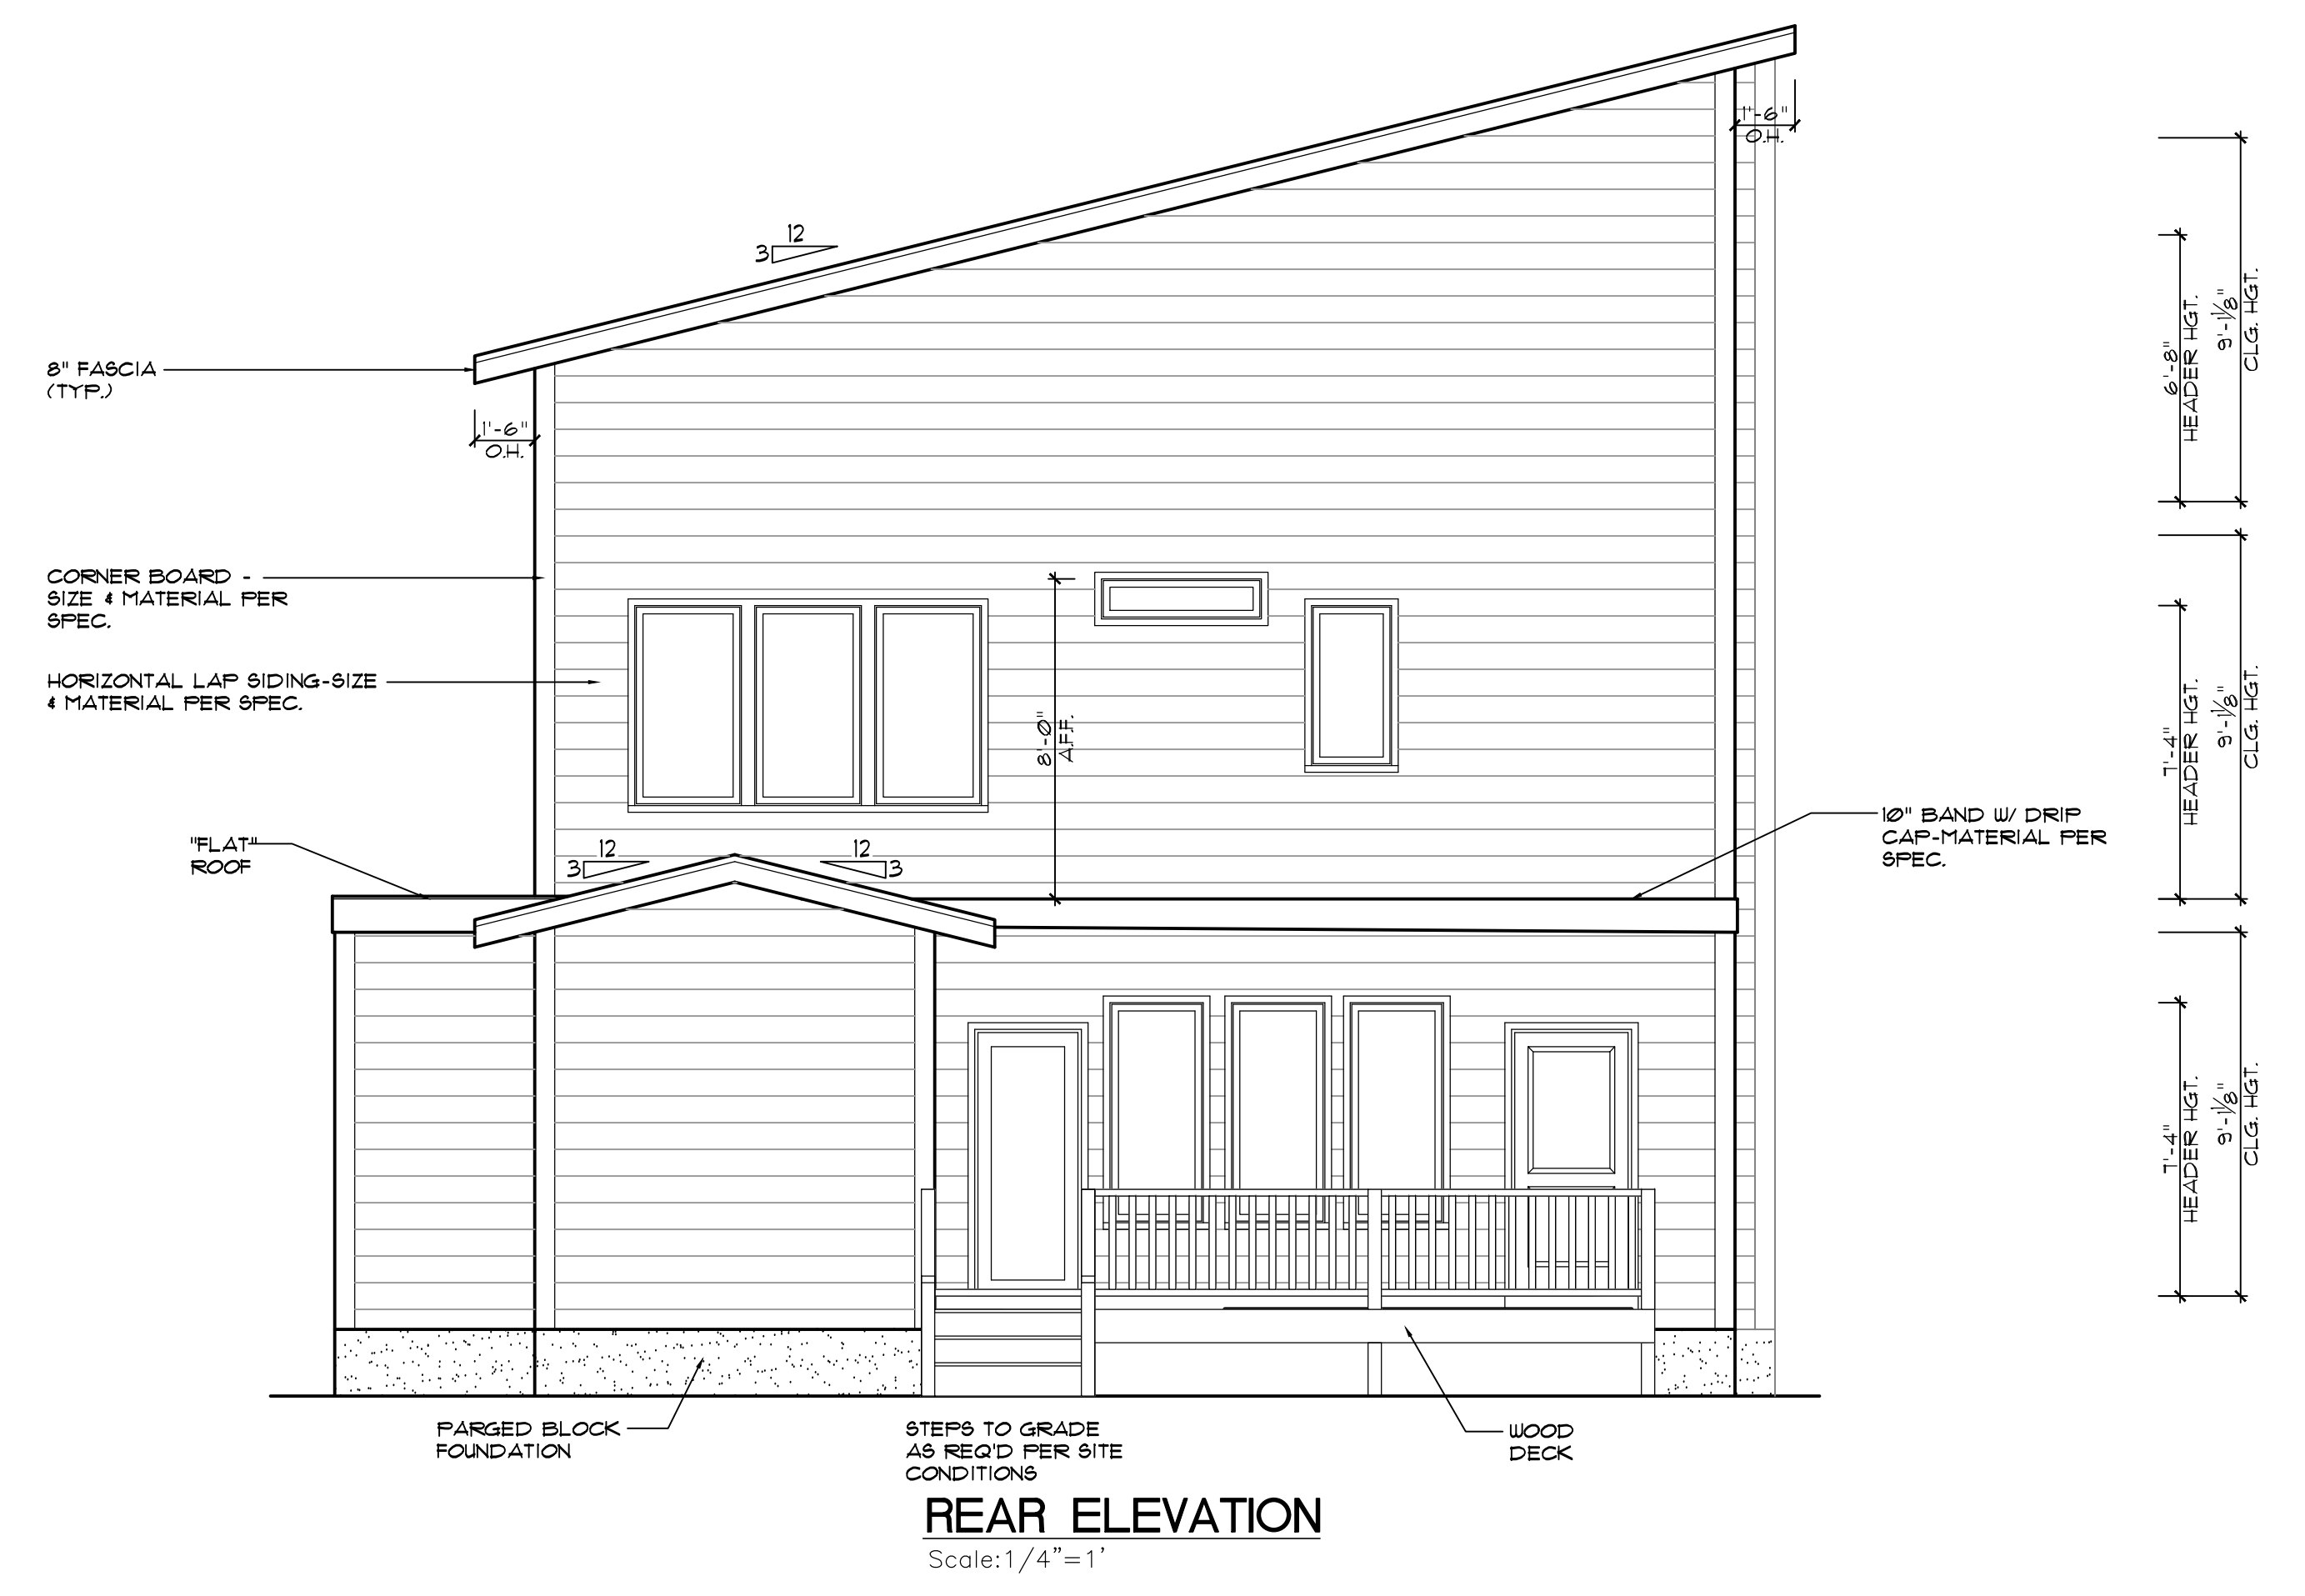 1'-6"
O.H.
12
3
6'-8"
HEADER HGT.
9'-1⅛"
CLG. HGT.
8" FASCIA
(TYP.)
1'-6"
O.H.
CORNER BOARD -
SIZE & MATERIAL PER
SPEC.
HORIZONTAL LAP SIDING-SIZE
& MATERIAL PER SPEC.
8'-0"
A.F.F.
7'-4"
HEADER HGT.
9'-1⅛"
CLG. HGT.
"FLAT"
ROOF
12
3
12
3
10" BAND W/ DRIP
CAP-MATERIAL PER
SPEC.
7'-4"
HEADER HGT.
9'-1⅛"
CLG. HGT.
PARGED BLOCK
FOUNDATION
STEPS TO GRADE
AS REQ'D PER SITE
CONDITIONS
WOOD
DECK
REAR ELEVATION
Scale:1/4"=1'